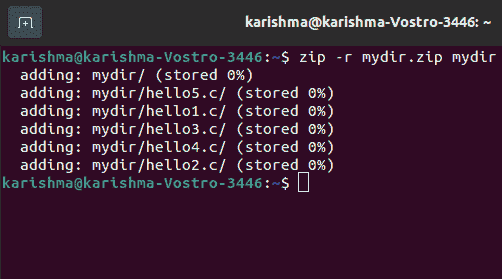 karishma@karishma-Vostro-3446: ~
karishma@karishma-Vostro-3446:~$ zip -r mydir.zip mydir
  adding: mydir/ (stored 0%)
  adding: mydir/hello5.c/ (stored 0%)
  adding: mydir/hello1.c/ (stored 0%)
  adding: mydir/hello3.c/ (stored 0%)
  adding: mydir/hello4.c/ (stored 0%)
  adding: mydir/hello2.c/ (stored 0%)
karishma@karishma-Vostro-3446:~$